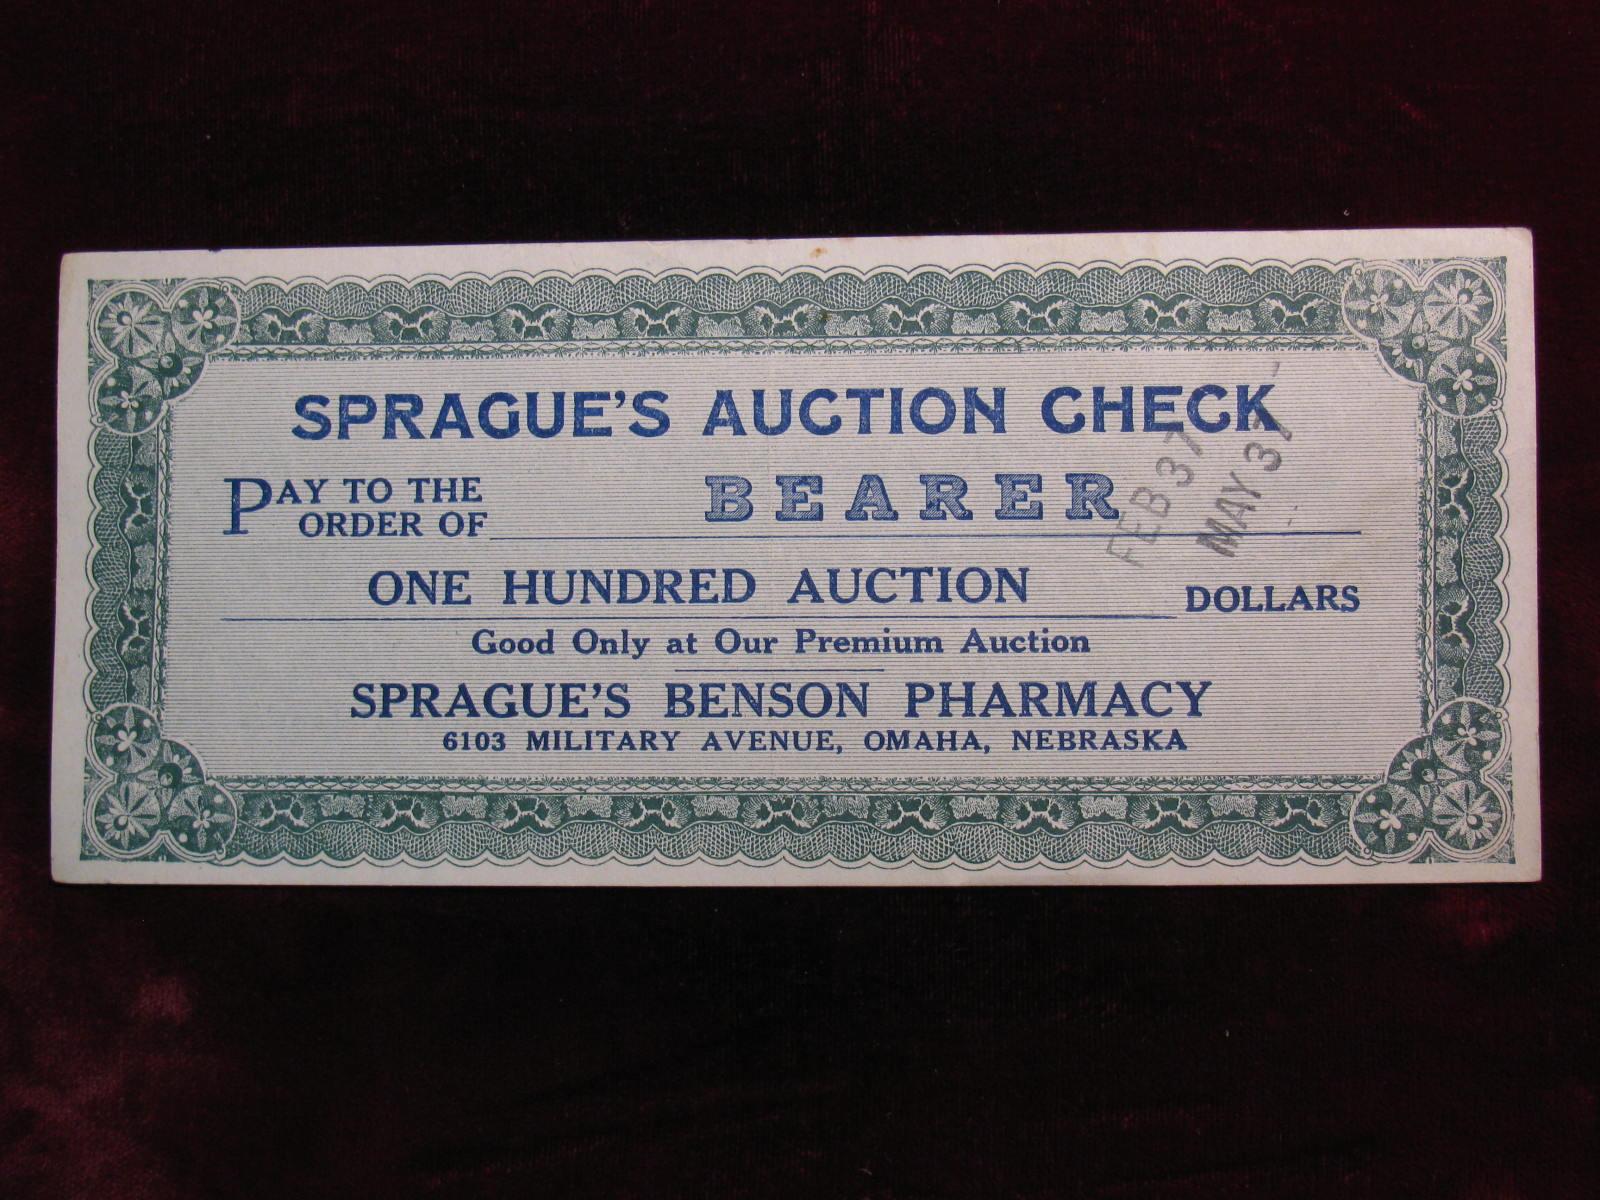 SPRAGUE'S AUCTION CHECK
PAY TO THE
ORDER OF BEARER
FEB 37
MAY 37
ONE HUNDRED AUCTION DOLLARS
Good Only at Our Premium Auction
SPRAGUE'S BENSON PHARMACY
6103 MILITARY AVENUE, OMAHA, NEBRASKA